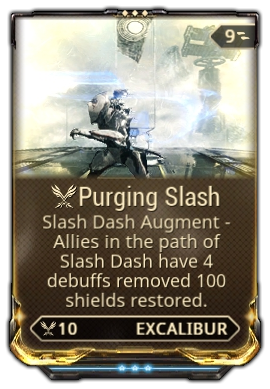 9
Purging Slash
Slash Dash Augment -
Allies in the path of
Slash Dash have 4
debuffs removed 100
shields restored.
10 EXCALIBUR